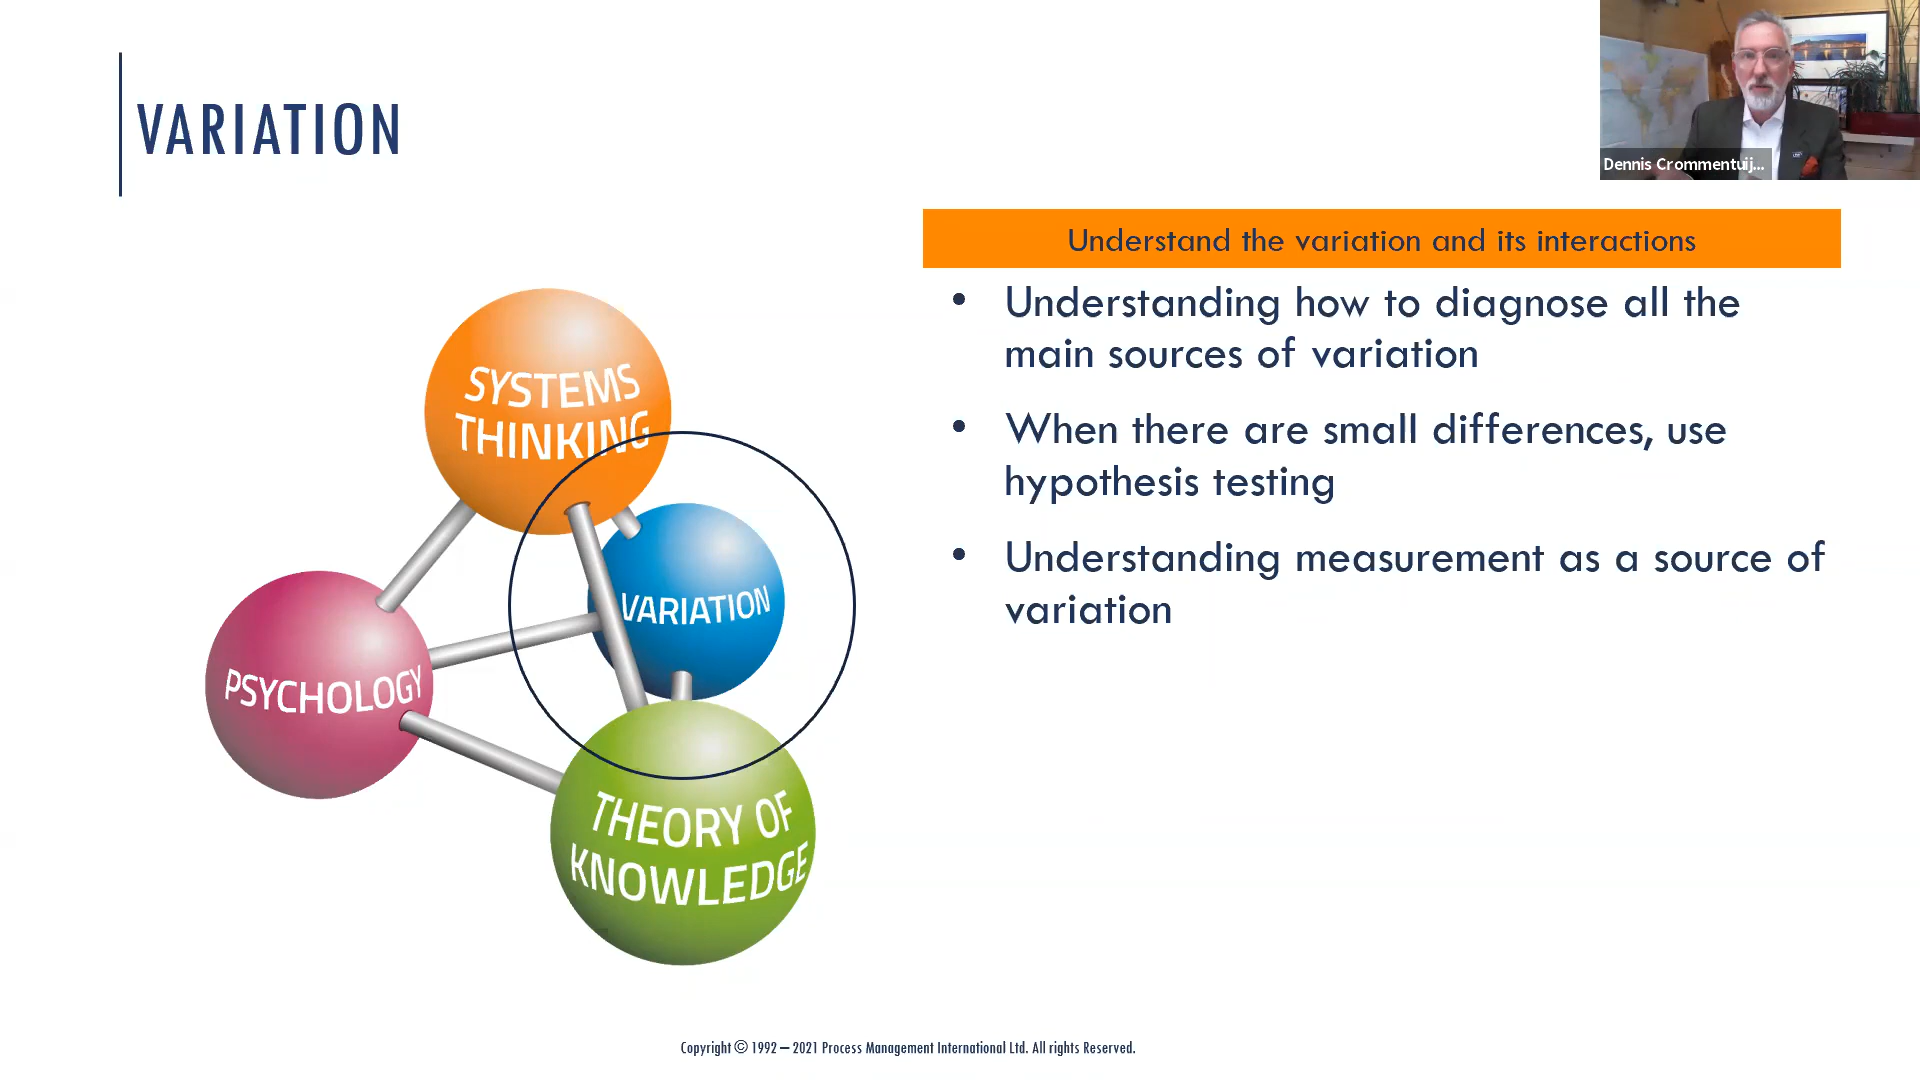 VARIATION
Dennis Crommentuij...
Understand the variation and its interactions
• Understanding how to diagnose all the
main sources of variation
• When there are small differences, use
hypothesis testing
• Understanding measurement as a source of
variation
SYSTEMS
THINKING
VARIATION
PSYCHOLOGY
THEORY OF
KNOWLEDGE
Copyright © 1992 – 2021 Process Management International Ltd. All rights Reserved.